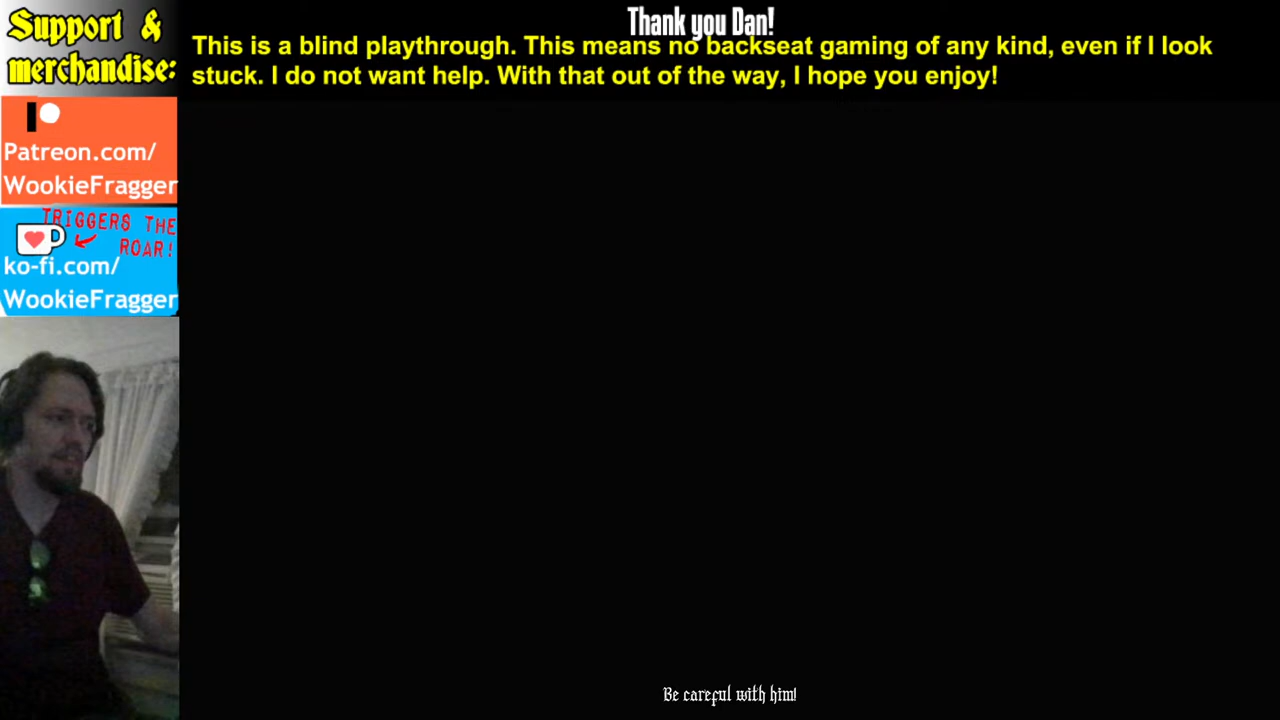 Support &
merchandise:
Thank you Dan!
This is a blind playthrough. This means no backseat gaming of any kind, even if I look
stuck. I do not want help. With that out of the way, I hope you enjoy!
Patreon.com/
WookieFragger
TRIGGERS THE
ROAR!
ko-fi.com/
WookieFragger
Be careful with him!